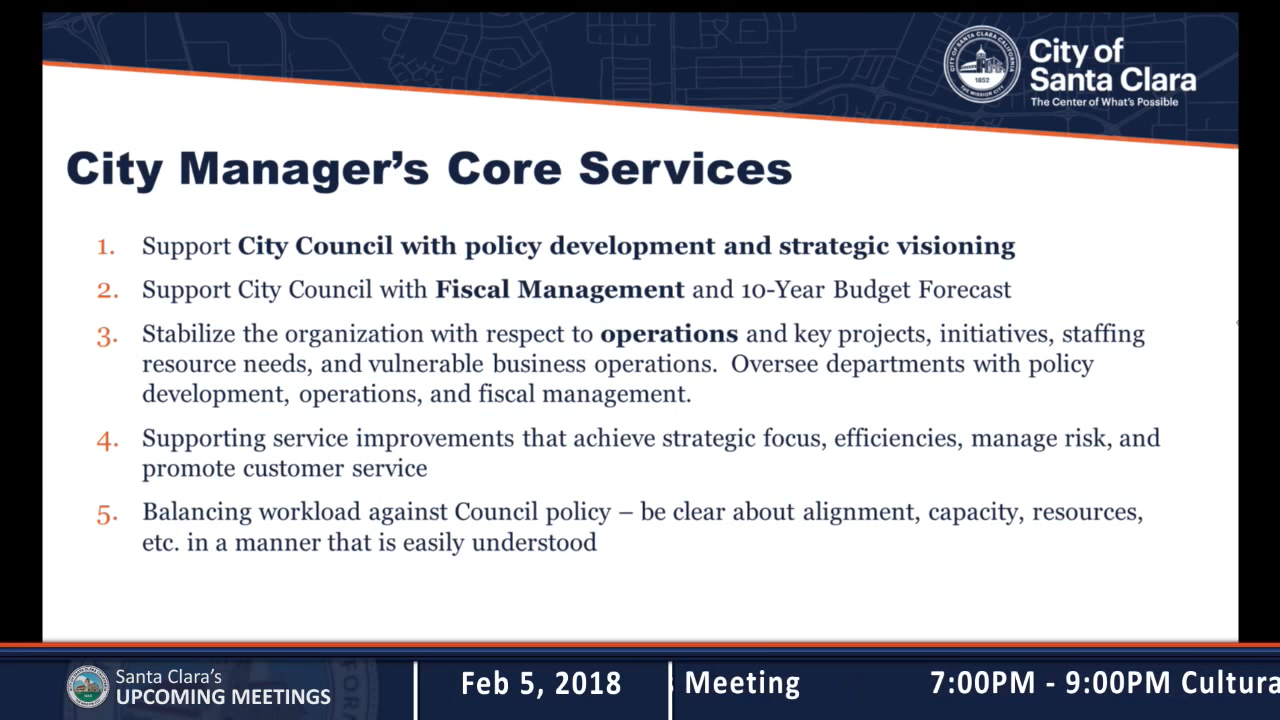 City of
Santa Clara
The Center of What's Possible
1852
City Manager's Core Services
1. Support City Council with policy development and strategic visioning
2. Support City Council with Fiscal Management and 10-Year Budget Forecast
3. Stabilize the organization with respect to operations and key projects, initiatives, staffing
resource needs, and vulnerable business operations. Oversee departments with policy
development, operations, and fiscal management.
4. Supporting service improvements that achieve strategic focus, efficiencies, manage risk, and
promote customer service
5. Balancing workload against Council policy – be clear about alignment, capacity, resources,
etc. in a manner that is easily understood
Santa Clara's
UPCOMING MEETINGS
Feb 5, 2018
Meeting
7:00PM - 9:00PM Cultura